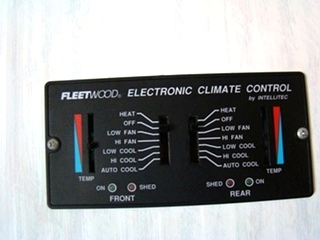 FLEETWOOD® ELECTRONIC CLIMATE CONTROL
by INTELLITEC
HEAT
OFF
LOW FAN
HI FAN
LOW COOL
HI COOL
AUTO COOL
TEMP
ON SHED
FRONT
HEAT
OFF
LOW FAN
HI FAN
LOW COOL
HI COOL
AUTO COOL
TEMP
SHED ON
REAR